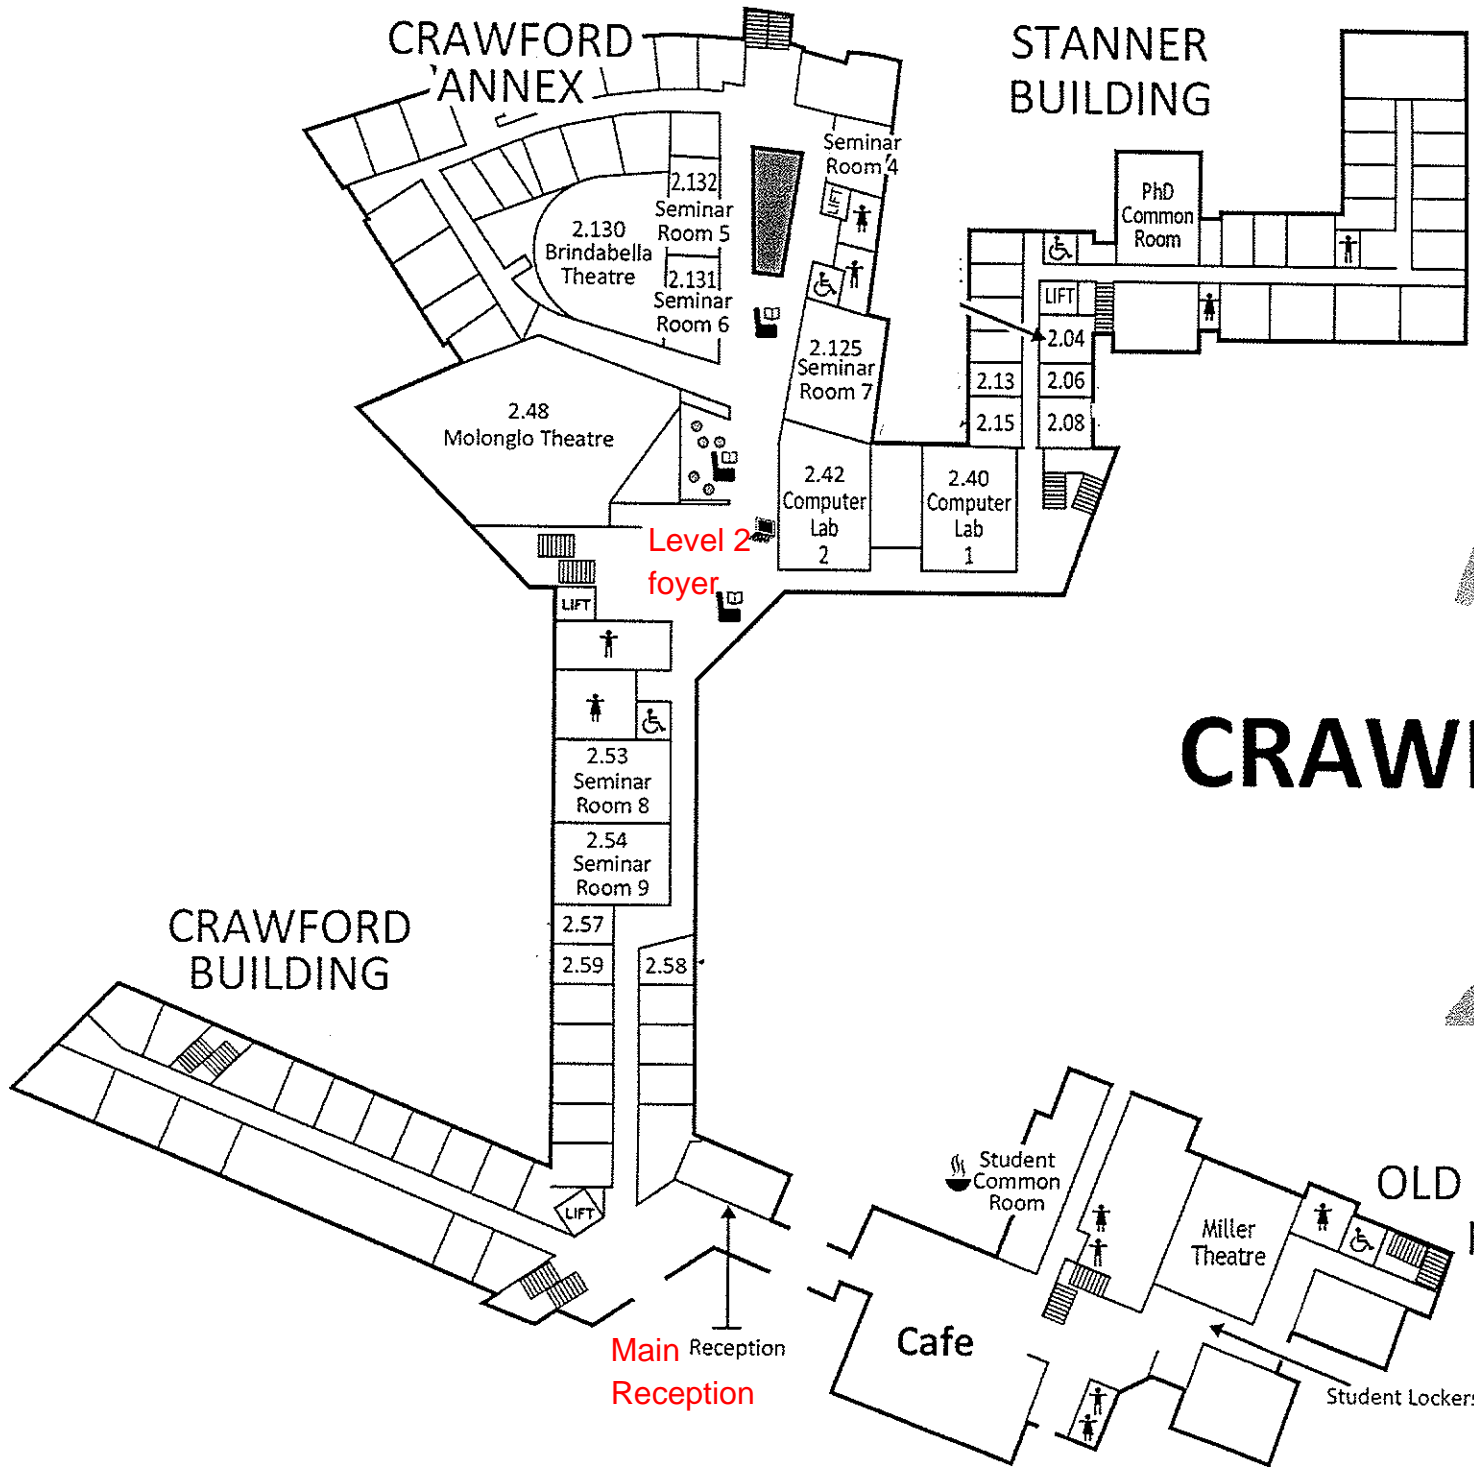 CRAWFORD
ANNEX
STANNER
BUILDING
Seminar
Room 4
LIFT
2.132
Seminar
Room 5
2.130
Brindabella
Theatre
2.131
Seminar
Room 6
PhD
Common
Room
LIFT
2.04
2.125
Seminar
Room 7
2.13
2.06
2.15
2.08
2.48
Molonglo Theatre
2.42
Computer
Lab
2
2.40
Computer
Lab
1
Level 2
foyer
LIFT
2.53
Seminar
Room 8
CRAWF
2.54
Seminar
Room 9
CRAWFORD
BUILDING
2.57
2.59
2.58
LIFT
Student
Common
Room
OLD
Miller
Theatre
Cafe
Main
Reception
Reception
Student Lockers